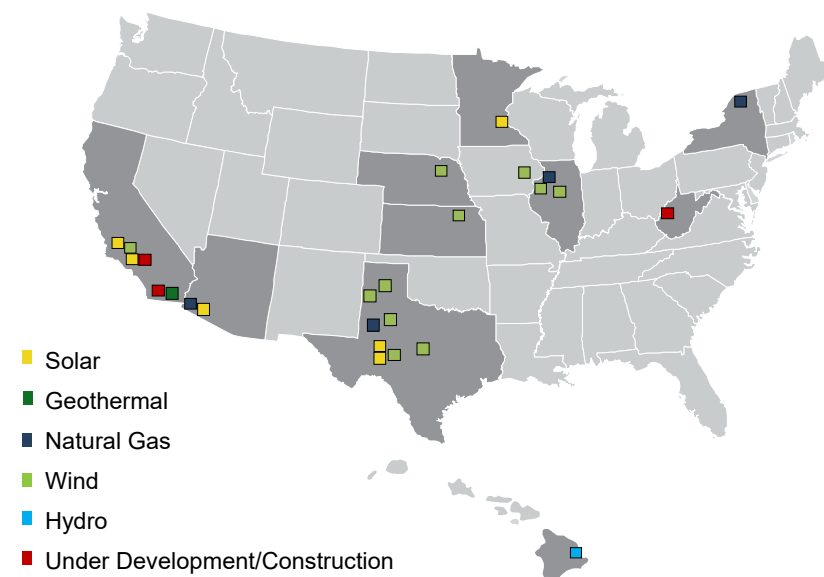 Solar
Geothermal
Natural Gas
Wind
Hydro
Under Development/Construction